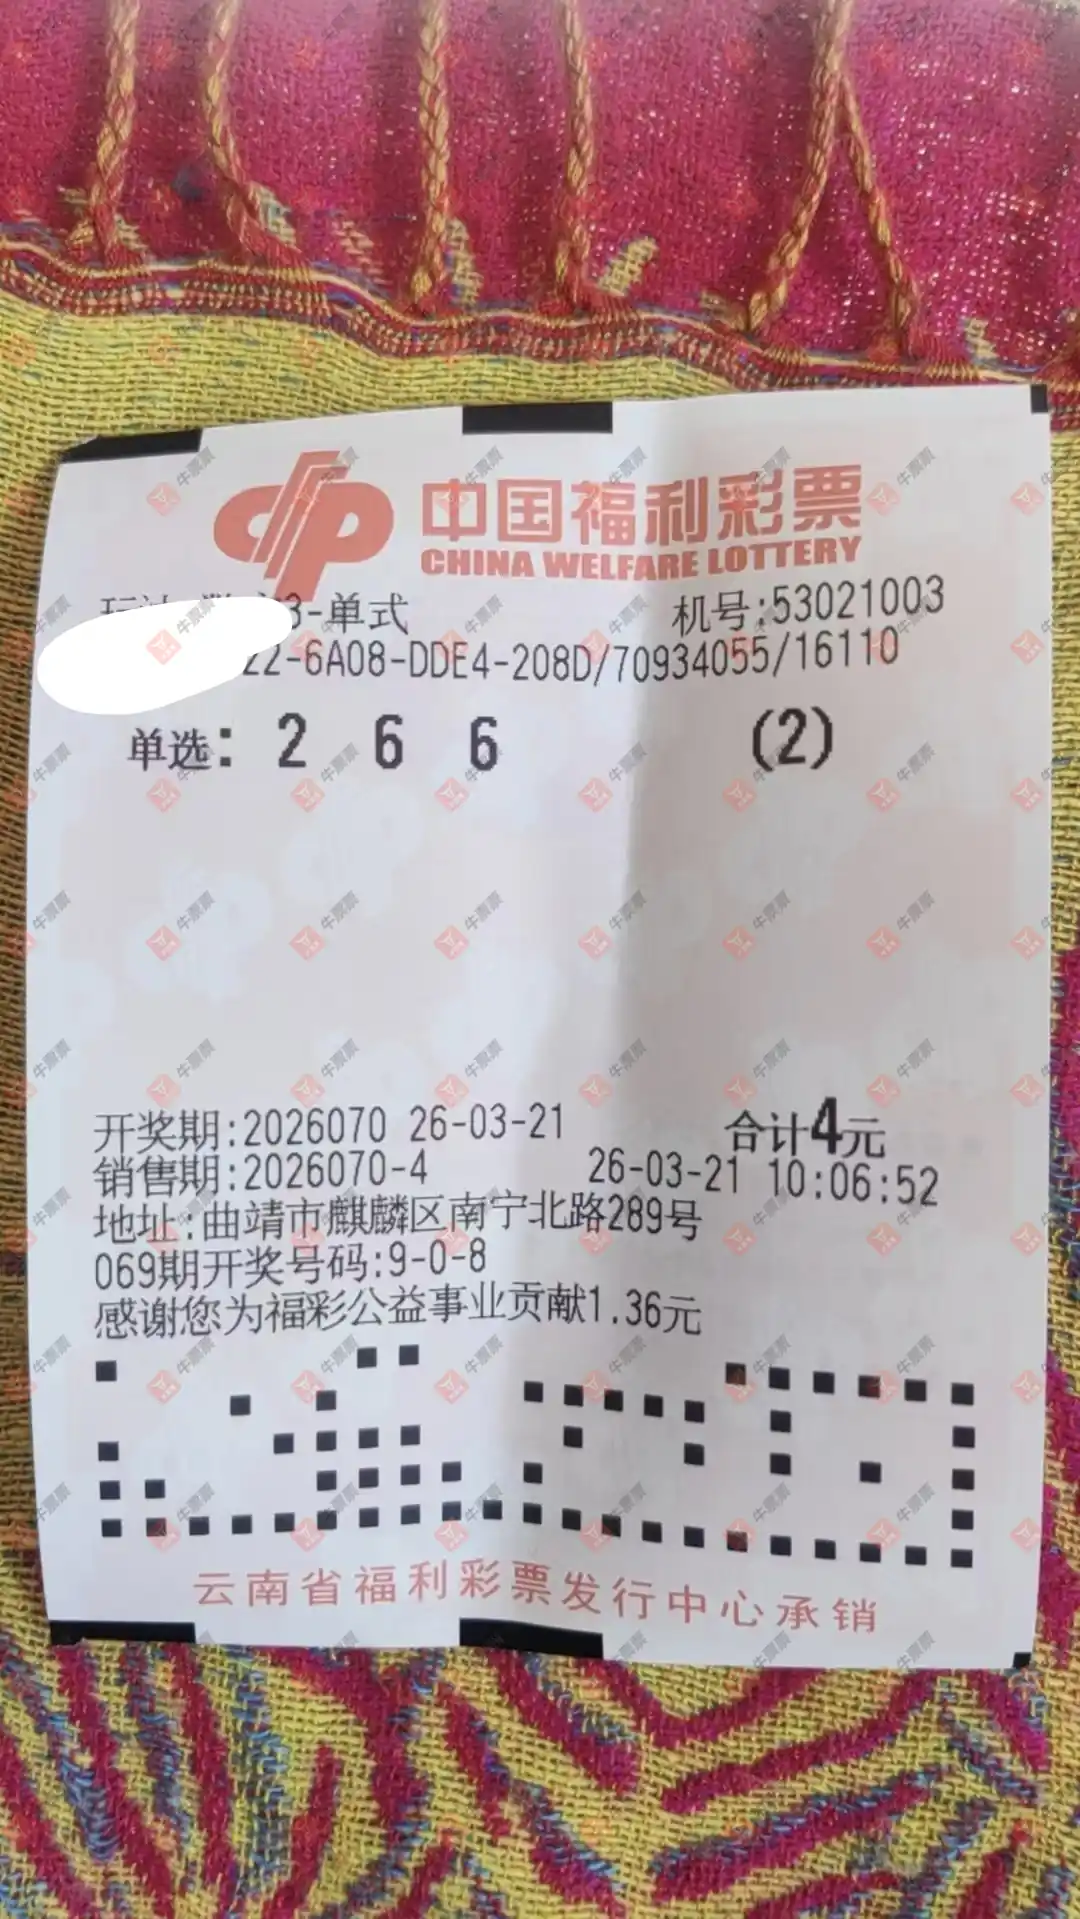 中国福利彩票
CHINA WELFARE LOTTERY
3-单式 机号:53021003
22-6A08-DDE4-208D/70934055/16110
单选: 2 6 6 (2)
开奖期:2026070 26-03-21 合计4元
销售期:2026070-4 26-03-21 10:06:52
地址:曲靖市麒麟区南宁北路289号
069期开奖号码:9-0-8
感谢您为福彩公益事业贡献1.36元
云南省福利彩票发行中心承销
牛票票